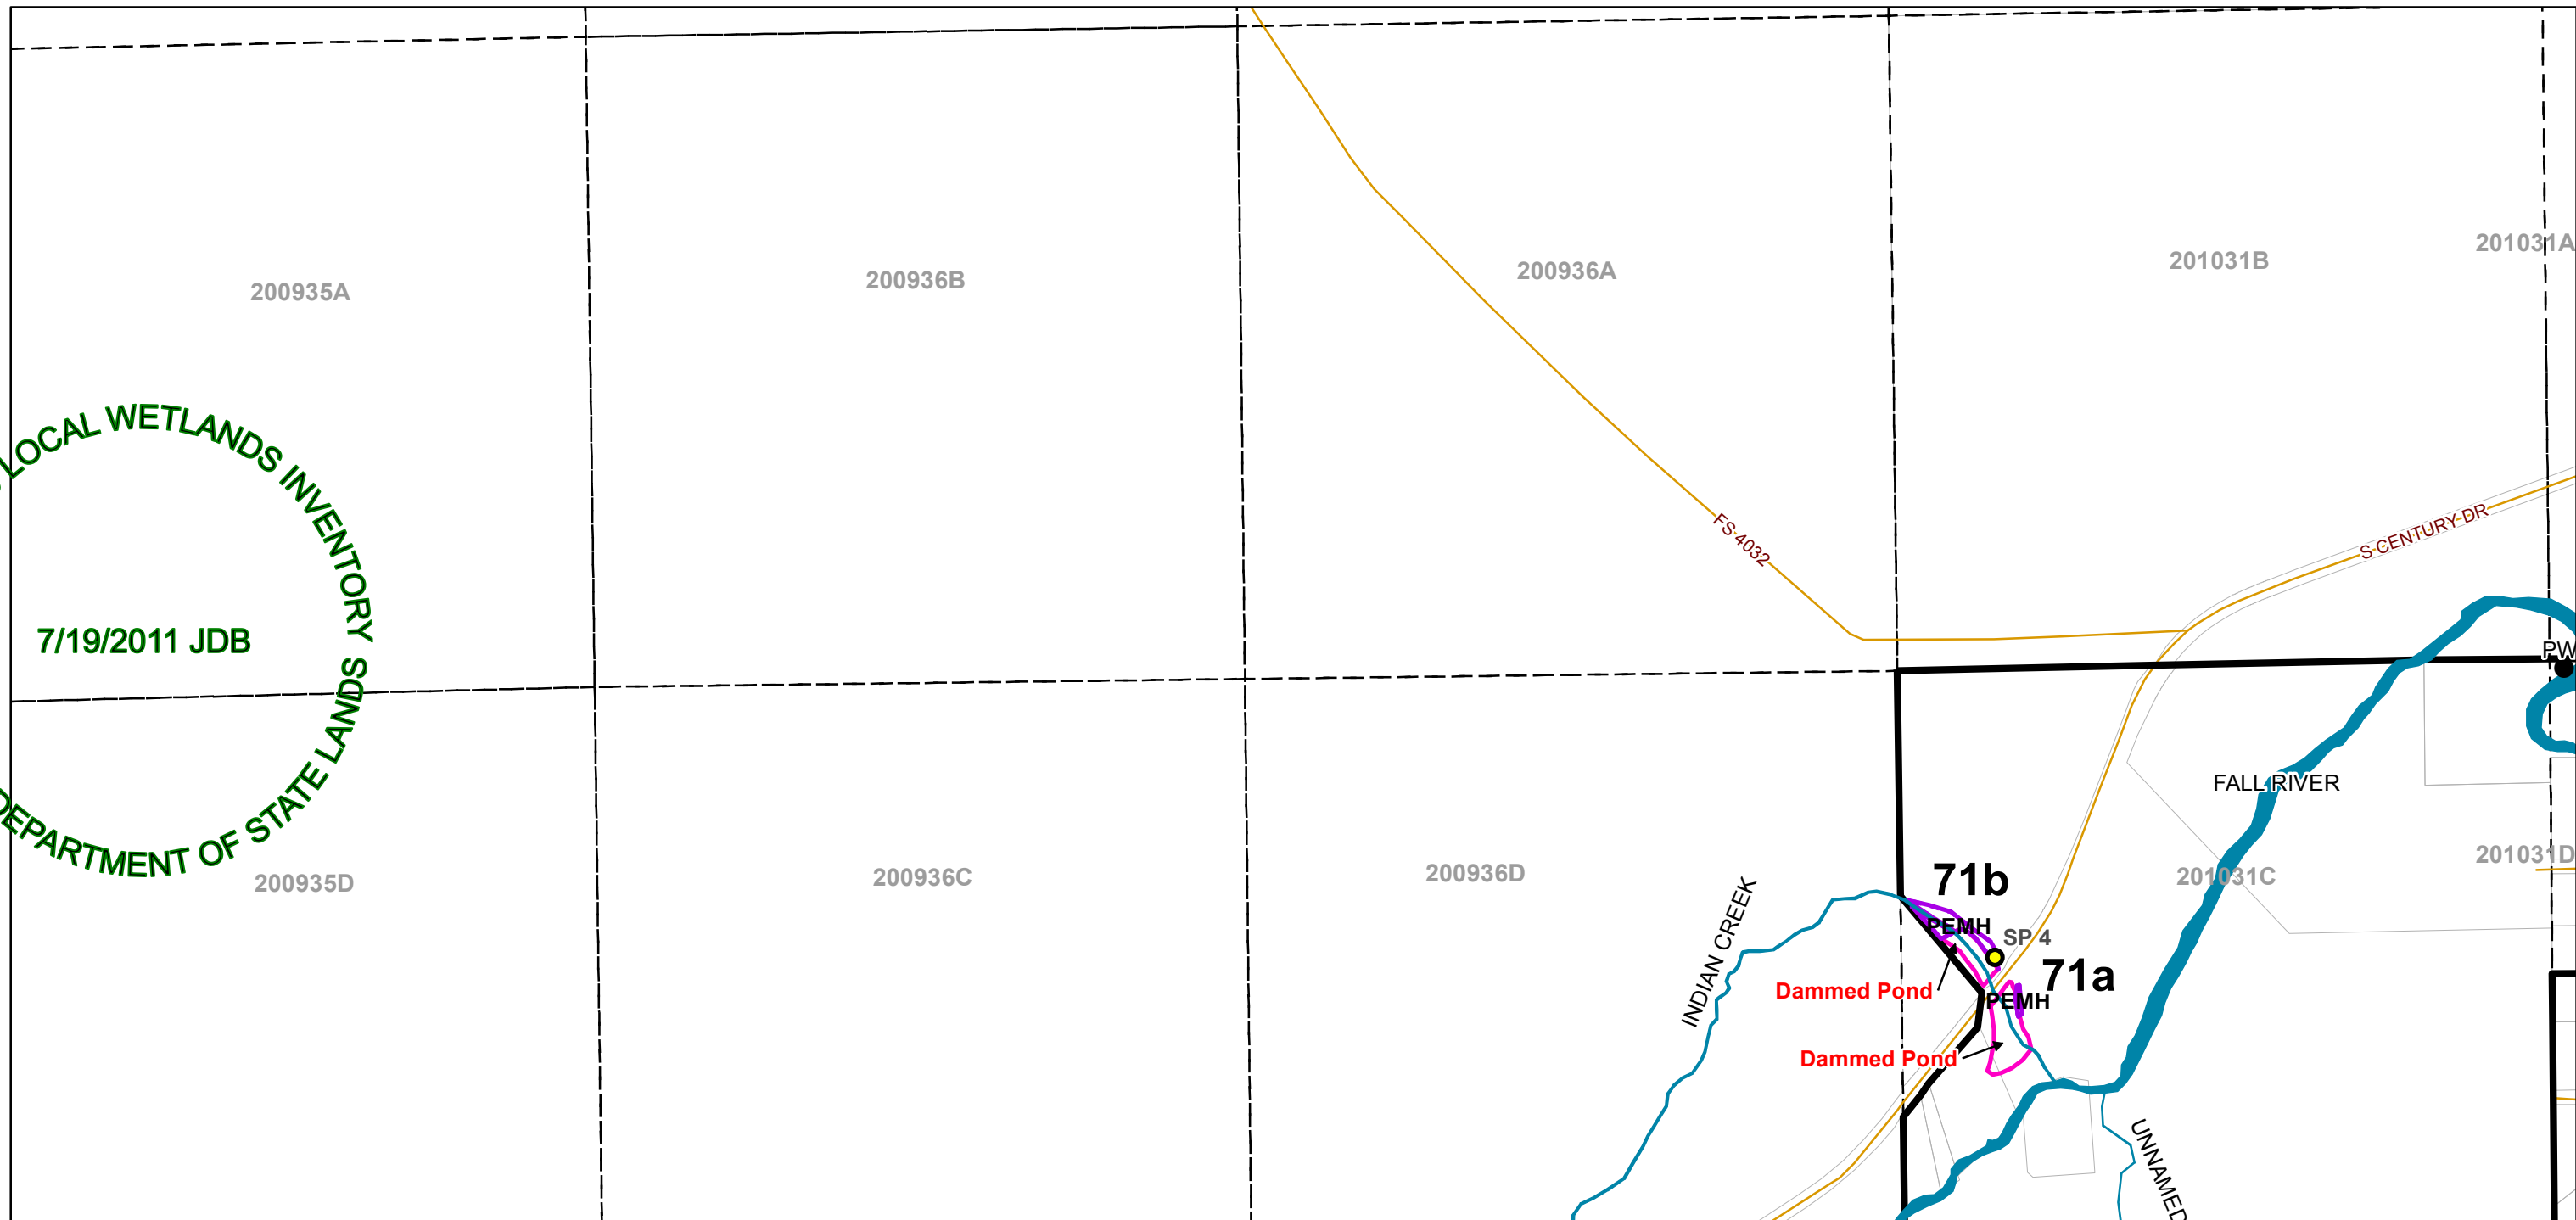 201031A
201031B
200936A
200936B
200935A
LOCAL WETLANDS INVENTORY
FS 4032
S CENTURY DR
7/19/2011 JDB
PW
DEPARTMENT OF STATE LANDS
FALL RIVER
201031D
200935D
200936C
200936D
201031C
71b
INDIAN CREEK
PEMH
SP 4
71a
Dammed Pond
PEMH
Dammed Pond
UNNAMED